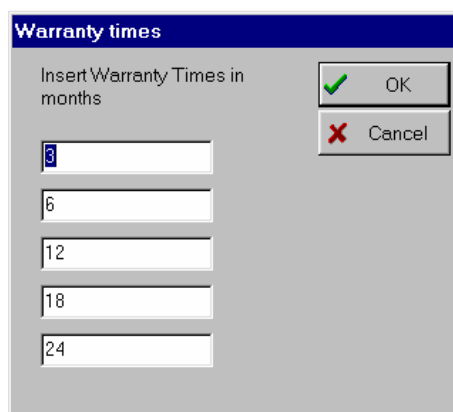 Warranty times
Insert Warranty Times in
months
OK
Cancel
3
6
12
18
24